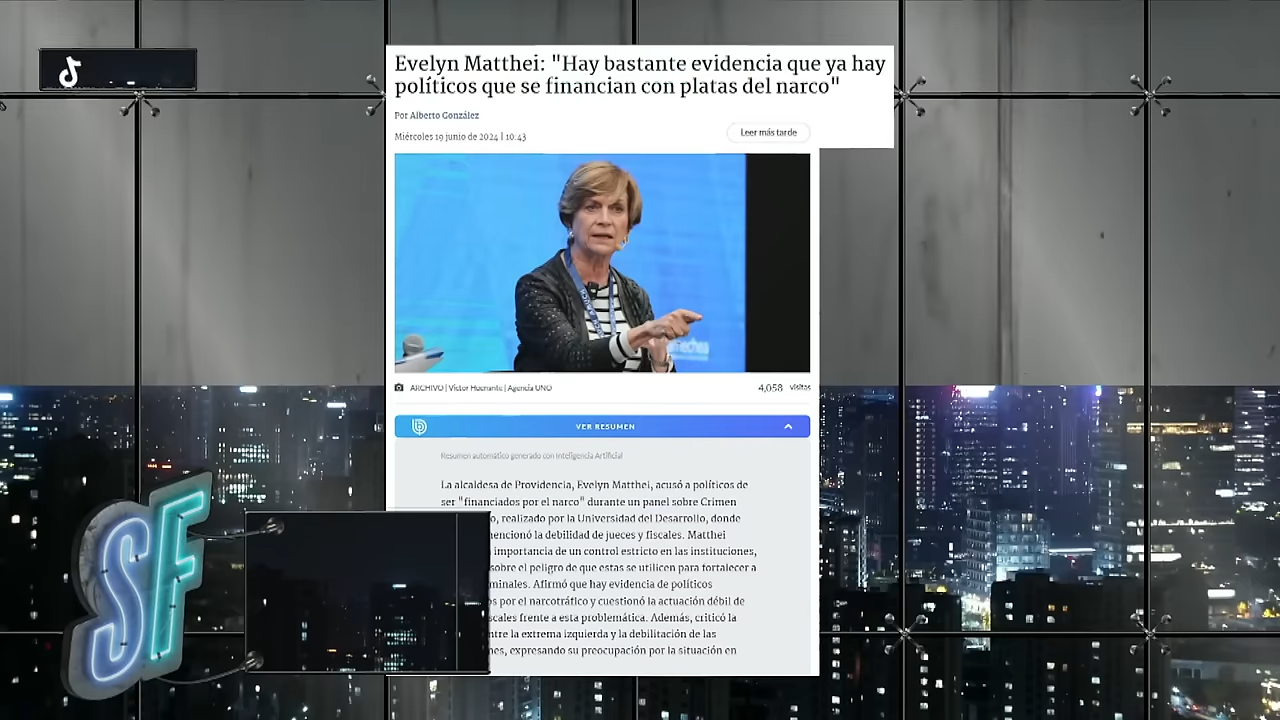 Evelyn Matthei: "Hay bastante evidencia que ya hay
políticos que se financian con platas del narco"
Por Alberto González
Miércoles 19 junio de 2024 | 10:43
Leer más tarde
ARCHIVO | Víctor Huenante | Agencia UNO
4,058 visitas
VER RESUMEN
Resumen automático generado con Inteligencia Artificial
La alcaldesa de Providencia, Evelyn Matthei, acusó a políticos de
ser "financiados por el narco" durante un panel sobre Crimen
, realizado por la Universidad del Desarrollo, donde
mencionó la debilidad de jueces y fiscales. Matthei
importancia de un control estricto en las instituciones,
sobre el peligro de que estas se utilicen para fortalecer a
minales. Afirmó que hay evidencia de políticos
s por el narcotráfico y cuestionó la actuación débil de
scales frente a esta problemática. Además, criticó la
ntre la extrema izquierda y la debilitación de las
nes, expresando su preocupación por la situación en
SF